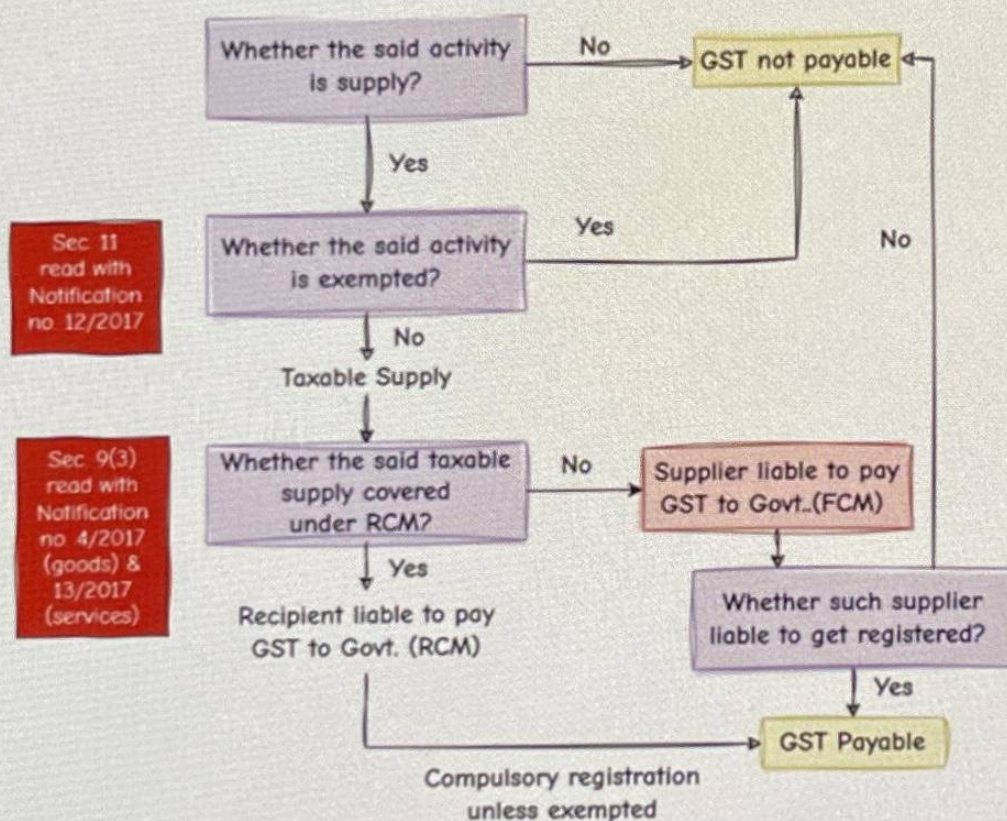 Whether the said activity
is supply?
No
GST not payable
Yes
Sec. 11
read with
Notification
no. 12/2017
Whether the said activity
is exempted?
Yes
No
No
Taxable Supply
Sec. 9(3)
read with
Notification
no. 4/2017
(goods) &
13/2017
(services)
Whether the said taxable
supply covered
under RCM?
No
Supplier liable to pay
GST to Govt..(FCM)
Yes
Recipient liable to pay
GST to Govt. (RCM)
Whether such supplier
liable to get registered?
Yes
GST Payable
Compulsory registration
unless exempted